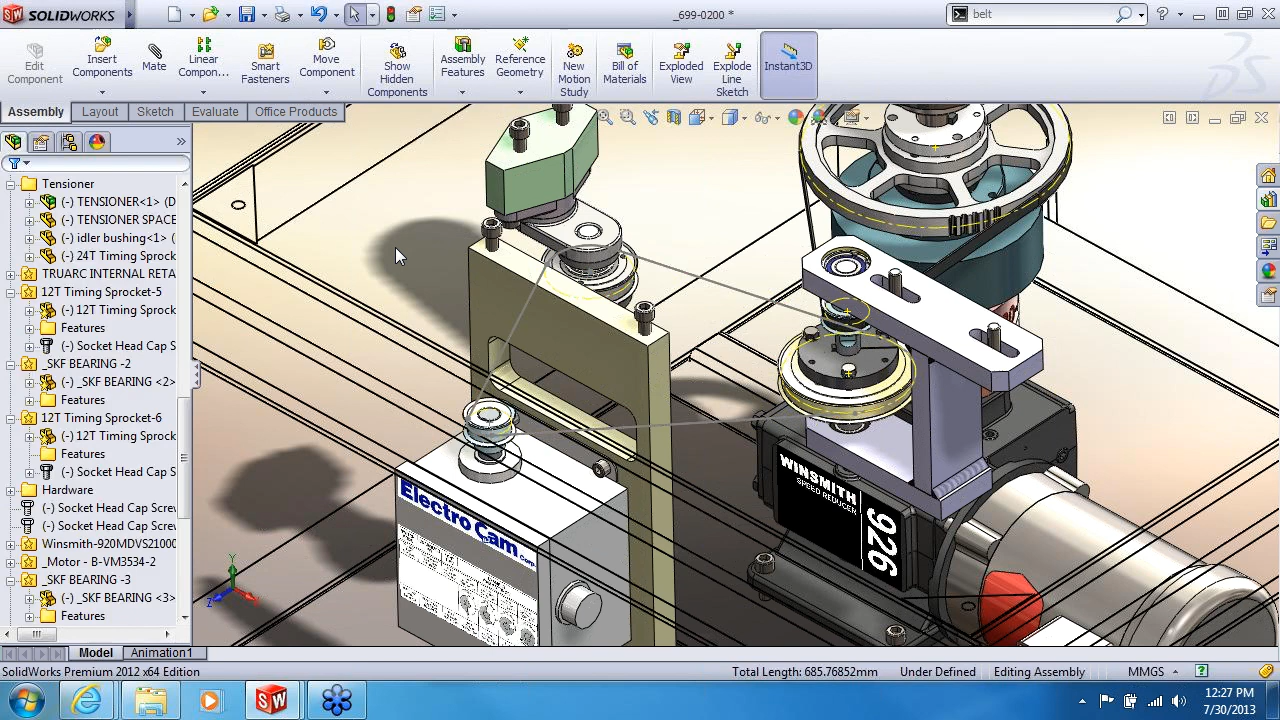 SOLIDWORKS
_699-0200 *
belt
Edit Component
Insert Components
Mate
Linear Compon...
Smart Fasteners
Move Component
Show Hidden Components
Assembly Features
Reference Geometry
New Motion Study
Bill of Materials
Exploded View
Explode Line Sketch
Instant3D
Assembly
Layout
Sketch
Evaluate
Office Products
Tensioner
(-) TENSIONER<1> (D
(-) TENSIONER SPACE
(-) idler bushing<1> (
(-) 24T Timing Sprock
TRUARC INTERNAL RETA
12T Timing Sprocket-5
(-) 12T Timing Sprock
Features
(-) Socket Head Cap S
_SKF BEARING -2
(-) _SKF BEARING <2>
Features
12T Timing Sprocket-6
(-) 12T Timing Sprock
Features
(-) Socket Head Cap S
Hardware
(-) Socket Head Cap Screw
(-) Socket Head Cap Screw
Winsmith-920MDVS21000
_Motor - B-VM3534-2
_SKF BEARING -3
(-) _SKF BEARING <3>
Features
Electro Cam Corp.
WINSMITH
SPEED REDUCER
926
Y
Z
Model
Animation1
SolidWorks Premium 2012 x64 Edition
Total Length: 685.76852mm
Under Defined
Editing Assembly
MMGS
12:27 PM
7/30/2013